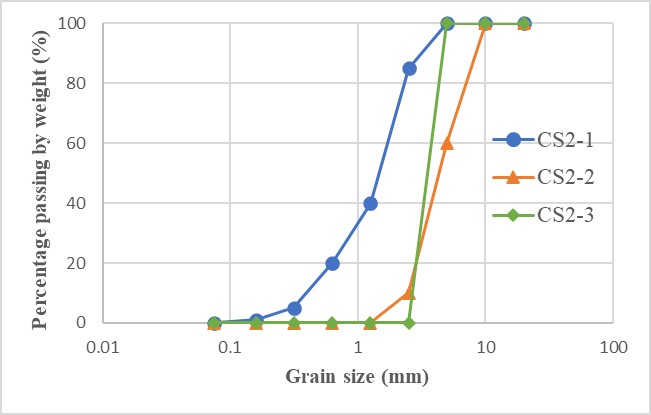 Percentage passing by weight (%)
100
80
60
40
20
0
CS2-1
CS2-2
CS2-3
0.01 0.1 1 10 100
Grain size (mm)